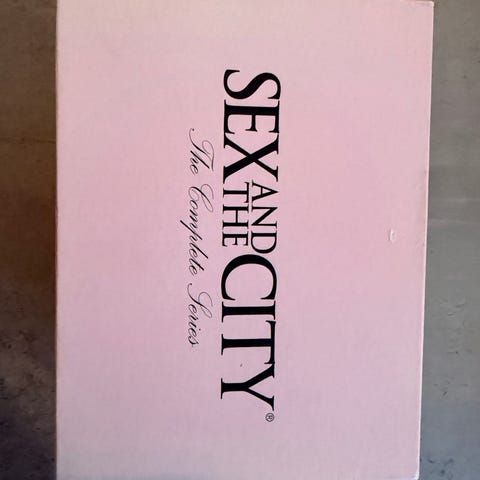 SEX AND THE CITY®
The Complete Series